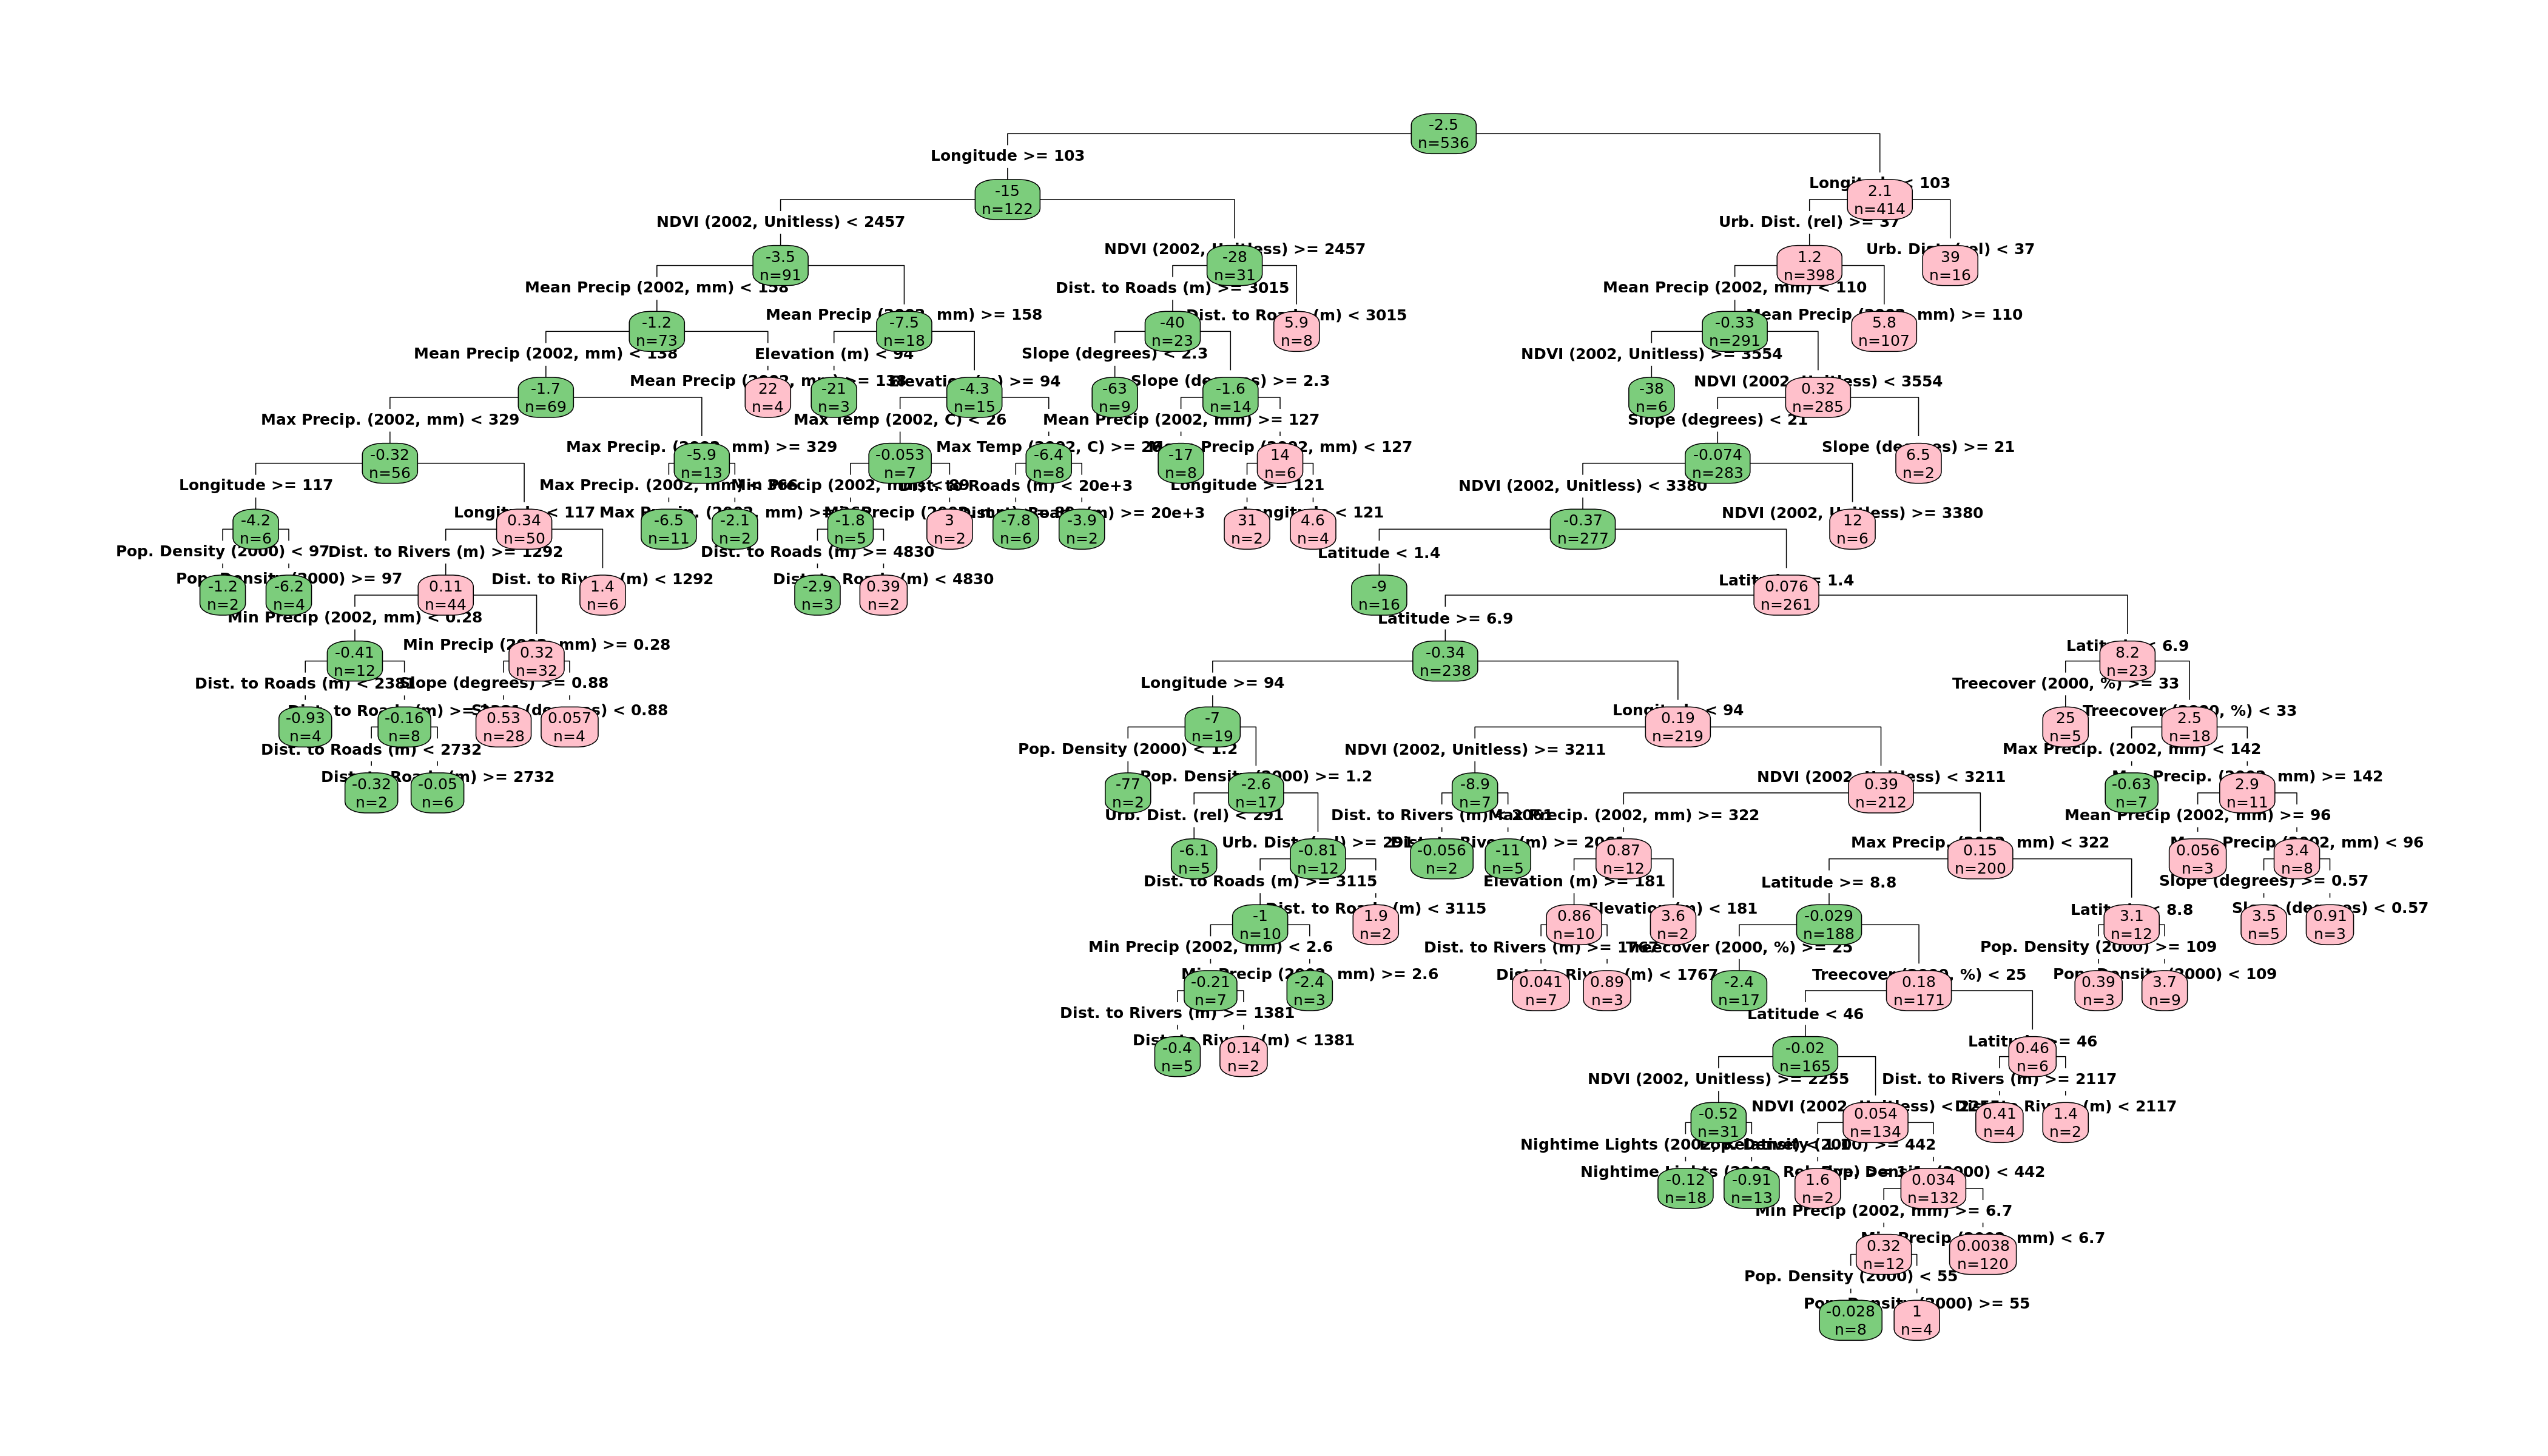 -2.5
n=536
Longitude >= 103
-15
n=122
Longit < 103
2.1
n=414
NDVI (2002, Unitless) < 2457
Urb. Dist. (rel) >= 37
-3.5
n=91
NDVI (2002, Unitless) >= 2457
-28
n=31
1.2
n=398
Urb. Dist. (rel) < 37
39
n=16
Mean Precip (2002, mm) < 158
Dist. to Roads (m) >= 3015
Mean Precip (2002, mm) < 110
-1.2
n=73
Mean Precip (2002, mm) >= 158
-7.5
n=18
-40
n=23
Dist. to Roads (m) < 3015
5.9
n=8
-0.33
n=291
Mean Precip (2002, mm) >= 110
5.8
n=107
Mean Precip (2002, mm) < 138
Elevation (m) < 94
Slope (degrees) < 2.3
NDVI (2002, Unitless) >= 3554
-1.7
n=69
Mean Precip (2002, mm) >= 138
22
n=4
-21
n=3
Elevation (m) >= 94
-4.3
n=15
-63
n=9
Slope (degrees) >= 2.3
-1.6
n=14
-38
n=6
NDVI (2002, Unitless) < 3554
0.32
n=285
Max Precip. (2002, mm) < 329
Max Temp (2002, C) < 26
Mean Precip (2002, mm) >= 127
Slope (degrees) < 21
-0.32
n=56
Max Precip. (2002, mm) >= 329
-5.9
n=13
-0.053
n=7
Max Temp (2002, C) >= 26
-6.4
n=8
-17
n=8
Mean Precip (2002, mm) < 127
14
n=6
-0.074
n=283
Slope (degrees) >= 21
6.5
n=2
Longitude >= 117
Max Precip. (2002, mm) < 366
Min Precip (2002, mm) < 89
Dist. to Roads (m) < 20e+3
Longitude >= 121
NDVI (2002, Unitless) < 3380
-4.2
n=6
Longitude < 117
0.34
n=50
Max Precip. (2002, mm) >= 366
-6.5
n=11
-2.1
n=2
-1.8
n=5
3
n=2
Dist. to Roads (m) >= 20e+3
-7.8
n=6
-3.9
n=2
31
n=2
Longitude < 121
4.6
n=4
-0.37
n=277
NDVI (2002, Unitless) >= 3380
12
n=6
Pop. Density (2000) < 97
Dist. to Rivers (m) >= 1292
Dist. to Roads (m) >= 4830
Latitude < 1.4
Pop. Density (2000) >= 97
-1.2
n=2
-6.2
n=4
0.11
n=44
Dist. to Rivers (m) < 1292
1.4
n=6
Dist. to Roads (m) < 4830
-2.9
n=3
0.39
n=2
-9
n=16
Latitude >= 1.4
0.076
n=261
Min Precip (2002, mm) < 0.28
Latitude >= 6.9
-0.41
n=12
Min Precip (2002, mm) >= 0.28
0.32
n=32
-0.34
n=238
Latitude < 6.9
8.2
n=23
Dist. to Roads (m) < 2381
Slope (degrees) >= 0.88
Longitude >= 94
Treecover (2000, %) >= 33
-0.93
n=4
Dist. to Roads (m) >= 2381
-0.16
n=8
0.53
n=28
Slope (degrees) < 0.88
0.057
n=4
-7
n=19
Longitude < 94
0.19
n=219
25
n=5
Treecover (2000, %) < 33
2.5
n=18
Dist. to Roads (m) < 2732
Pop. Density (2000) < 1.2
NDVI (2002, Unitless) >= 3211
Max Precip. (2002, mm) < 142
Dist. to Roads (m) >= 2732
-0.32
n=2
-0.05
n=6
-77
n=2
Pop. Density (2000) >= 1.2
-2.6
n=17
-8.9
n=7
NDVI (2002, Unitless) < 3211
0.39
n=212
-0.63
n=7
Max Precip. (2002, mm) >= 142
2.9
n=11
Urb. Dist. (rel) < 291
Dist. to Rivers (m) < 2061
Max Precip. (2002, mm) >= 322
Mean Precip (2002, mm) >= 96
-6.1
n=5
Urb. Dist. (rel) >= 291
-0.81
n=12
Dist. to Rivers (m) >= 2061
-0.056
n=2
-11
n=5
0.87
n=12
Max Precip. (2002, mm) < 322
0.15
n=200
0.056
n=3
Mean Precip (2002, mm) < 96
3.4
n=8
Dist. to Roads (m) >= 3115
Elevation (m) >= 181
Latitude >= 8.8
Slope (degrees) >= 0.57
-1
n=10
Dist. to Roads (m) < 3115
1.9
n=2
0.86
n=10
Elevation (m) < 181
3.6
n=2
-0.029
n=188
Latitude < 8.8
3.1
n=12
Slope (degrees) < 0.57
3.5
n=5
0.91
n=3
Min Precip (2002, mm) < 2.6
Dist. to Rivers (m) >= 1767
Treecover (2000, %) >= 25
Pop. Density (2000) >= 109
-0.21
n=7
Min Precip (2002, mm) >= 2.6
-2.4
n=3
Dist. to Rivers (m) < 1767
0.041
n=7
0.89
n=3
-2.4
n=17
Treecover (2000, %) < 25
0.18
n=171
Pop. Density (2000) < 109
0.39
n=3
3.7
n=9
Dist. to Rivers (m) >= 1381
Latitude < 46
Dist. to Rivers (m) < 1381
-0.4
n=5
0.14
n=2
-0.02
n=165
Latitude >= 46
0.46
n=6
NDVI (2002, Unitless) >= 2255
Dist. to Rivers (m) >= 2117
-0.52
n=31
NDVI (2002, Unitless) < 2255
0.054
n=134
Dist. to Rivers (m) < 2117
0.41
n=4
1.4
n=2
Nightime Lights (2002, Relative) <
Pop. Density (2000) >= 442
Nightime Lights (2002, Relative) >=
Pop. Density (2000) < 442
-0.12
n=18
-0.91
n=13
1.6
n=2
0.034
n=132
Min Precip (2002, mm) >= 6.7
Min Precip (2002, mm) < 6.7
0.32
n=12
0.0038
n=120
Pop. Density (2000) < 55
Pop. Density (2000) >= 55
-0.028
n=8
1
n=4